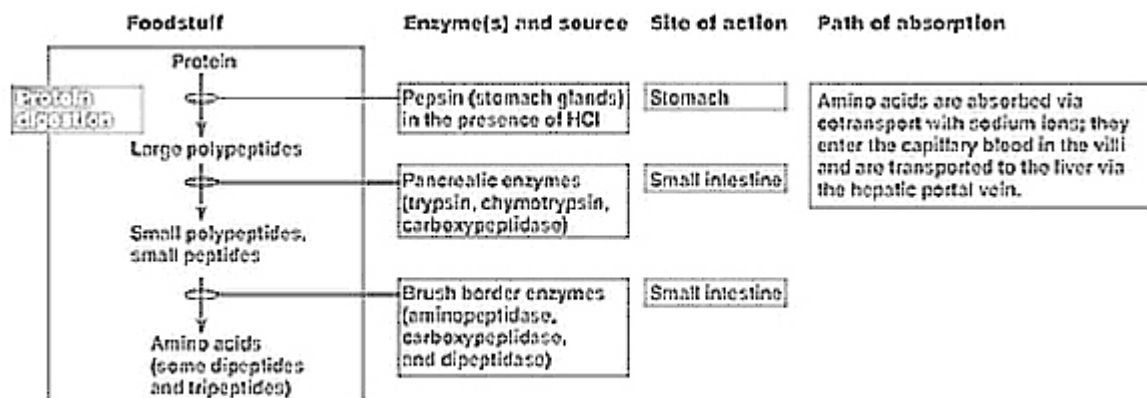 Foodstuff
Enzyme(s) and source
Site of action
Path of absorption
Protein
digestion
Protein
Large polypeptides
Small polypeptides,
small peptides
Amino acids
(some dipeptides
and tripeptides)
Pepsin (stomach glands)
in the presence of HCl
Stomach
Pancreatic enzymes
(trypsin, chymotrypsin,
carboxypeptidase)
Small intestine
Brush border enzymes
(aminopeptidase,
carboxypeptidase,
and dipeptidase)
Small intestine
Amino acids are absorbed via
cotransport with sodium ions; they
enter the capillary blood in the villi
and are transported to the liver via
the hepatic portal vein.